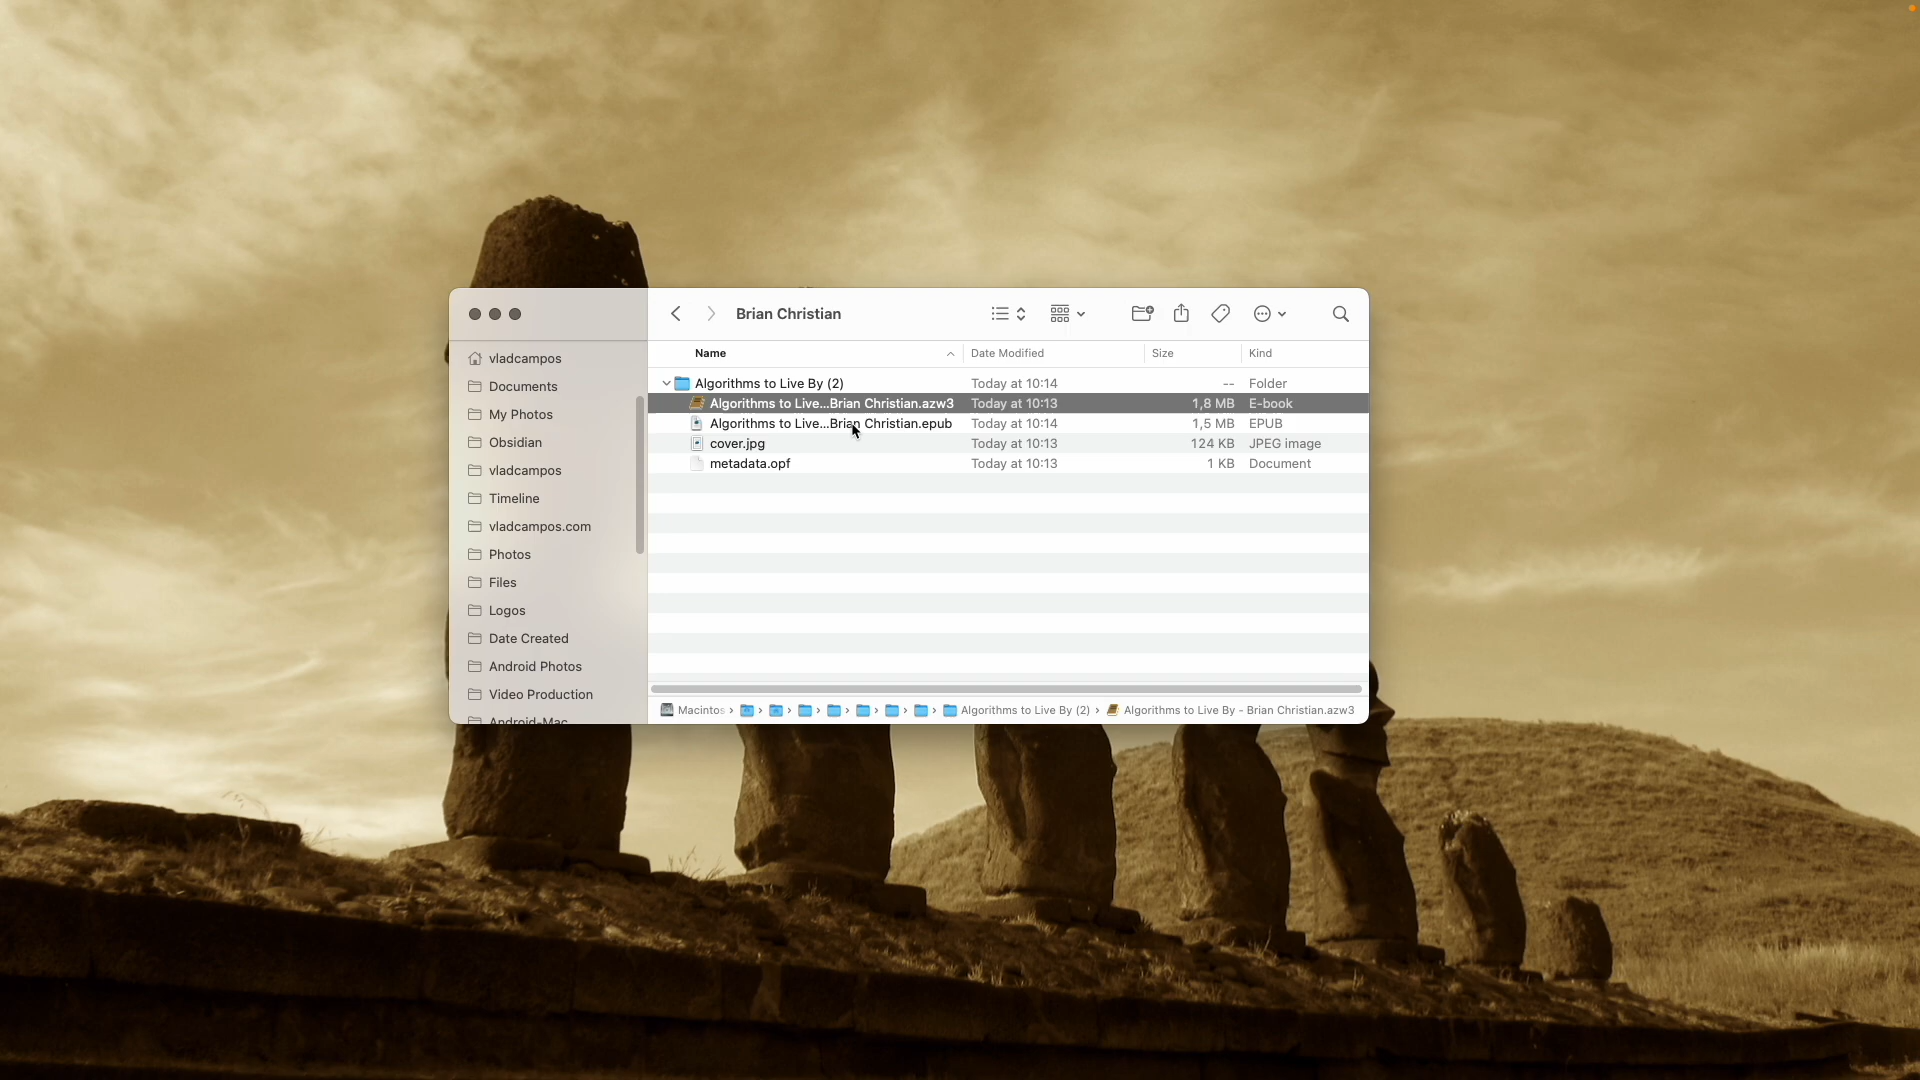 Brian Christian
vladcampos
Documents
My Photos
Obsidian
vladcampos
Timeline
vladcampos.com
Photos
Files
Logos
Date Created
Android Photos
Video Production
Android-Mac
Name Date Modified Size Kind
Algorithms to Live By (2) Today at 10:14 -- Folder
Algorithms to Live...Brian Christian.azw3 Today at 10:13 1,8 MB E-book
Algorithms to Live...Brian Christian.epub Today at 10:14 1,5 MB EPUB
cover.jpg Today at 10:13 124 KB JPEG image
metadata.opf Today at 10:13 1 KB Document
Macintos › › › › › › › › Algorithms to Live By (2) › Algorithms to Live By - Brian Christian.azw3